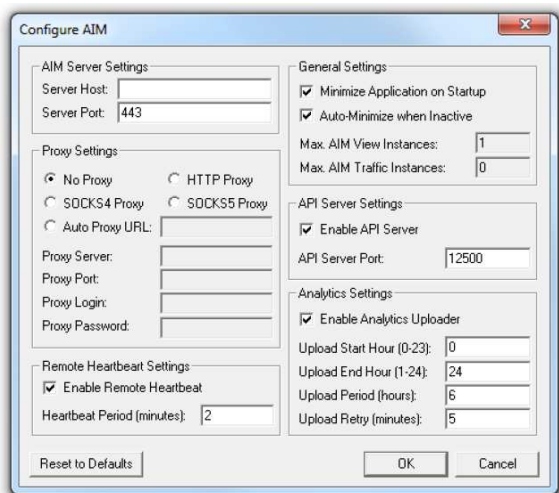 Configure AIM
AIM Server Settings
Server Host:
Server Port: 443
Proxy Settings
No Proxy
HTTP Proxy
SOCKS4 Proxy
SOCKS5 Proxy
Auto Proxy URL:
Proxy Server:
Proxy Port:
Proxy Login:
Proxy Password:
Remote Heartbeart Settings
Enable Remote Heartbeat
Heartbeat Period (minutes): 2
General Settings
Minimize Application on Startup
Auto-Minimize when Inactive
Max. AIM View Instances: 1
Max. AIM Traffic Instances: 0
API Server Settings
Enable API Server
API Server Port: 12500
Analytics Settings
Enable Analytics Uploader
Upload Start Hour (0-23): 0
Upload End Hour (1-24): 24
Upload Period (hours): 6
Upload Retry (minutes): 5
Reset to Defaults
OK
Cancel